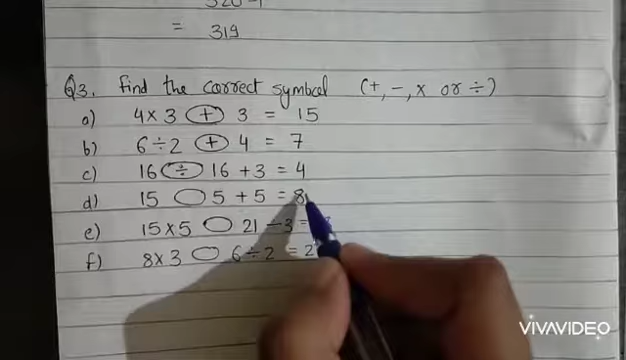 = 319
Q3. Find the correct symbol (+, -, x or ÷)
a) 4 x 3 + 3 = 15
b) 6 ÷ 2 + 4 = 7
c) 16 ÷ 16 + 3 = 4
d) 15 5 + 5 = 8
e) 15 x 5 21 ÷ 3 =
f) 8 x 3 6 ÷ 2 = 2
VIVAVIDEO